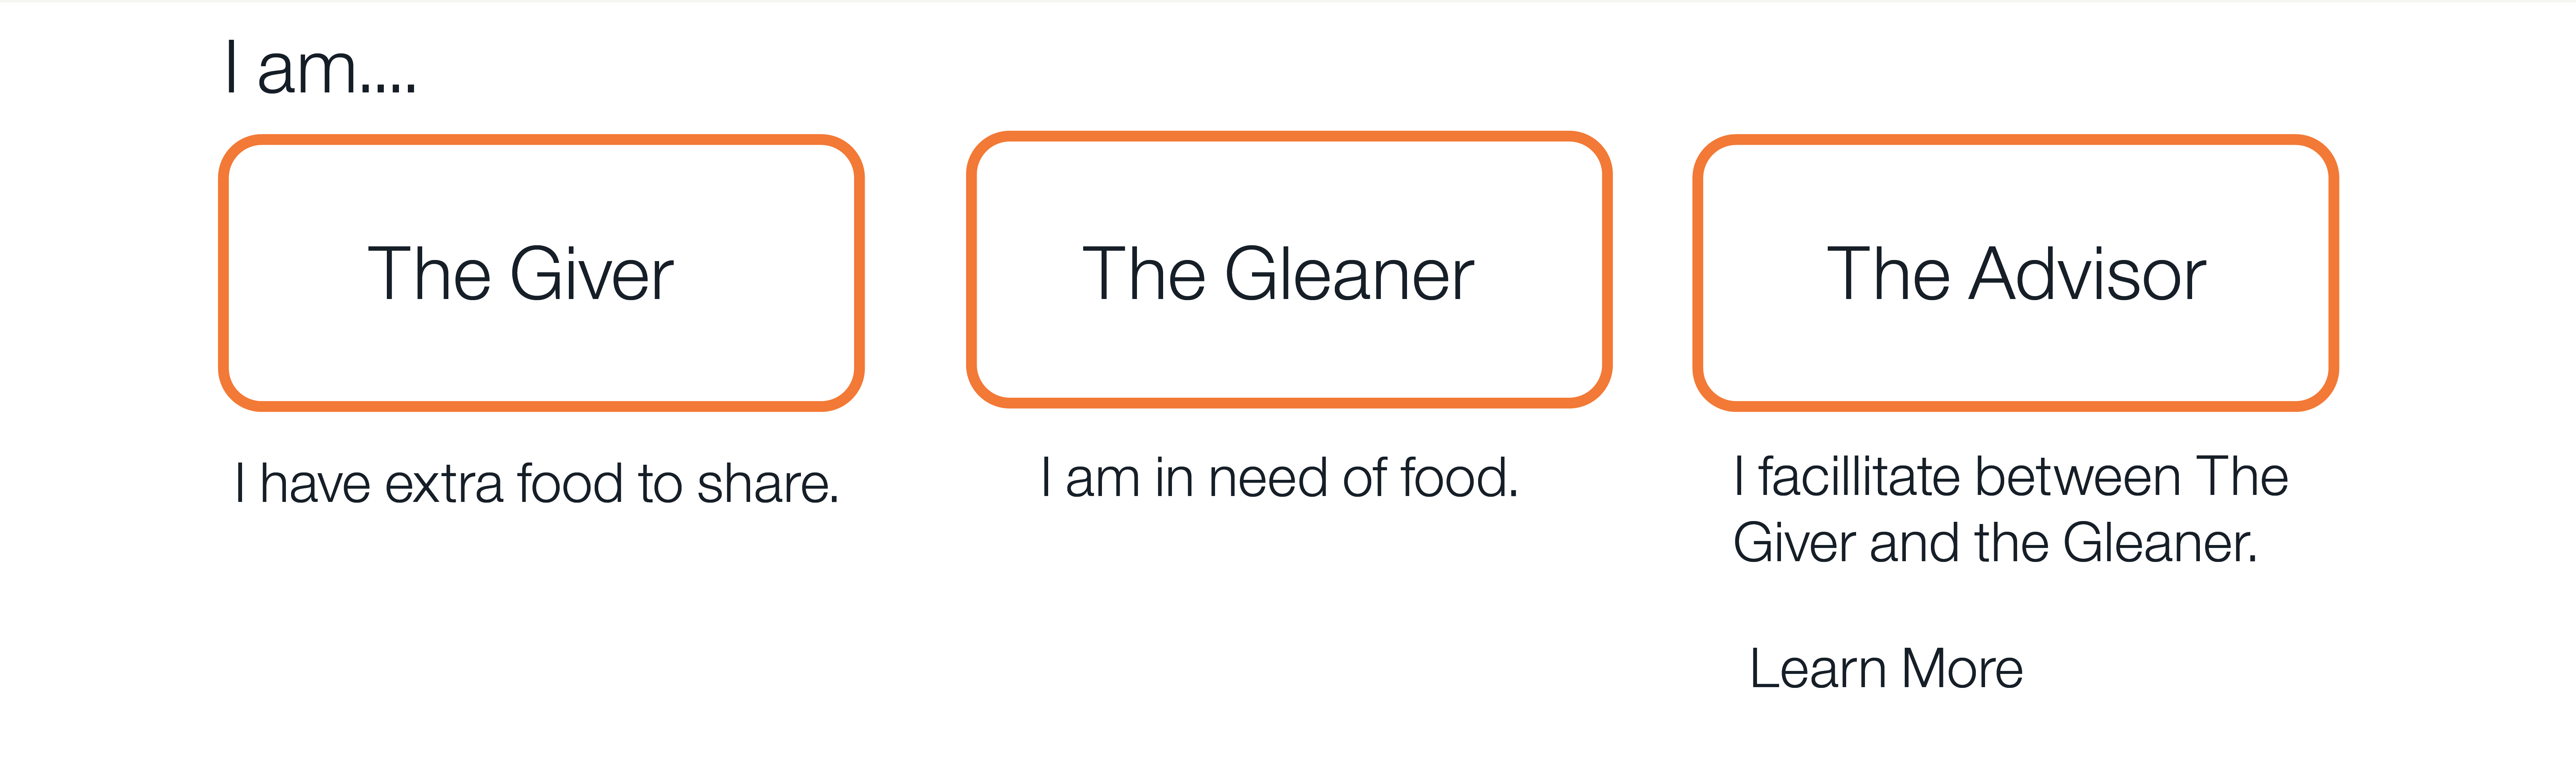 I am....
The Giver
The Gleaner
The Advisor
I have extra food to share.
I am in need of food.
I facillitate between The
Giver and the Gleaner.
Learn More